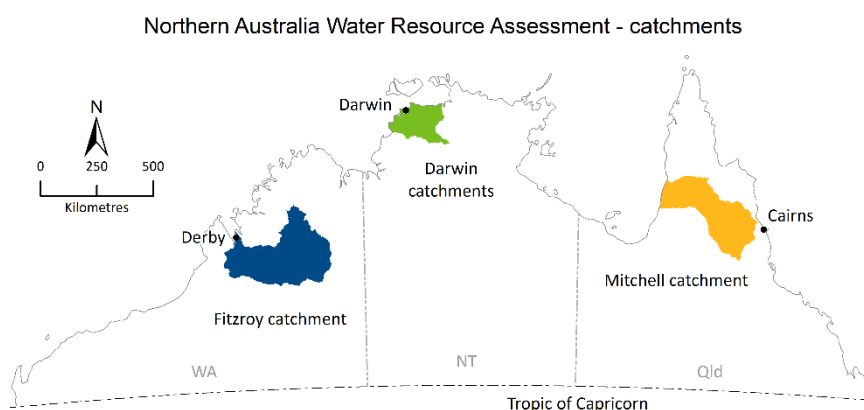 Northern Australia Water Resource Assessment - catchments
N
0 250 500
Kilometres
Darwin
Darwin
catchments
Derby
Fitzroy catchment
Cairns
Mitchell catchment
WA
NT
Qld
Tropic of Capricorn